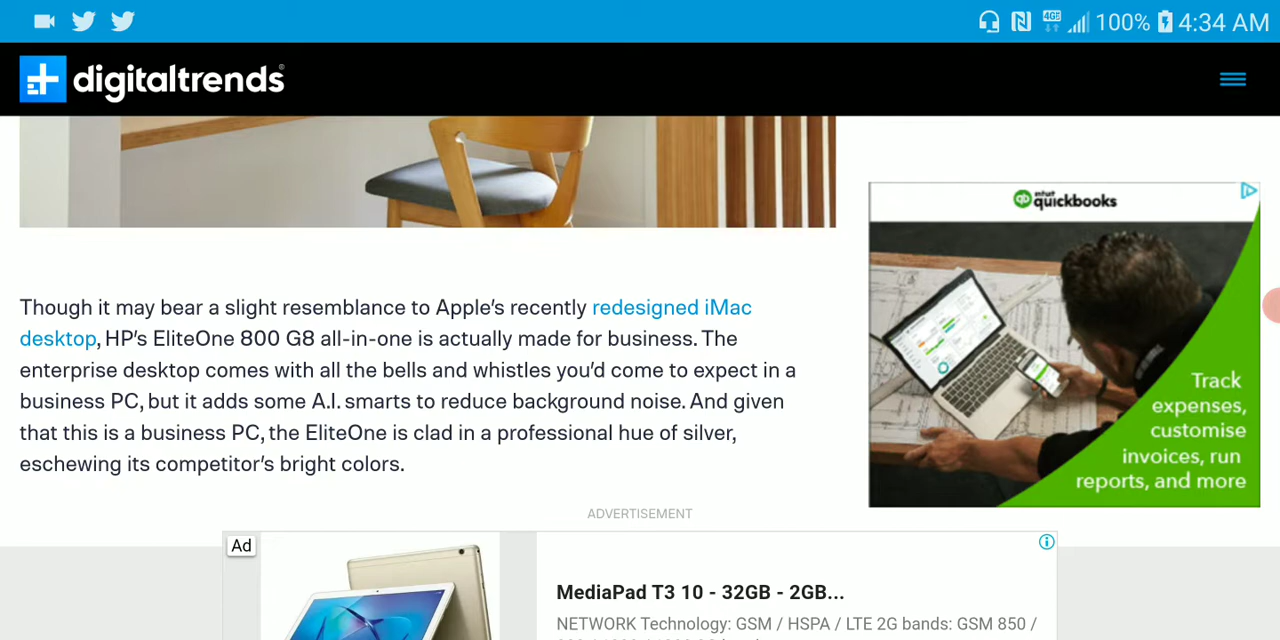 4GE 100% 4:34 AM
digitaltrends
intuit
quickbooks
Though it may bear a slight resemblance to Apple's recently redesigned iMac
desktop, HP's EliteOne 800 G8 all-in-one is actually made for business. The
enterprise desktop comes with all the bells and whistles you'd come to expect in a
business PC, but it adds some A.I. smarts to reduce background noise. And given
that this is a business PC, the EliteOne is clad in a professional hue of silver,
eschewing its competitor's bright colors.
Track
expenses,
customise
invoices, run
reports, and more
ADVERTISEMENT
Ad
MediaPad T3 10 - 32GB - 2GB...
NETWORK Technology: GSM / HSPA / LTE 2G bands: GSM 850 /